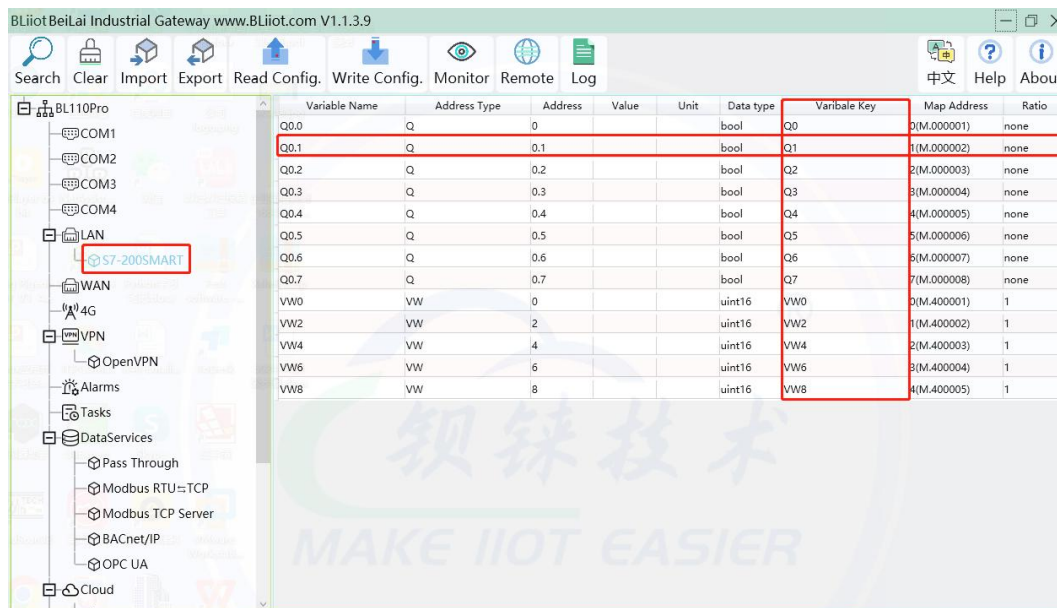 BLiiot BeiLai Industrial Gateway www.BLiiot.com V1.1.3.9
Search Clear Import Export Read Config. Write Config. Monitor Remote Log 中文 Help Abou
BL110Pro
COM1
COM2
COM3
COM4
LAN
S7-200SMART
WAN
4G
VPN
OpenVPN
Alarms
Tasks
DataServices
Pass Through
Modbus RTU⇆TCP
Modbus TCP Server
BACnet/IP
OPC UA
Cloud
Variable Name Address Type Address Value Unit Data type Varibale Key Map Address Ratio
Q0.0 Q 0 bool Q0 0(M.000001) none
Q0.1 Q 0.1 bool Q1 1(M.000002) none
Q0.2 Q 0.2 bool Q2 2(M.000003) none
Q0.3 Q 0.3 bool Q3 3(M.000004) none
Q0.4 Q 0.4 bool Q4 4(M.000005) none
Q0.5 Q 0.5 bool Q5 5(M.000006) none
Q0.6 Q 0.6 bool Q6 6(M.000007) none
Q0.7 Q 0.7 bool Q7 7(M.000008) none
VW0 VW 0 uint16 VW0 0(M.400001) 1
VW2 VW 2 uint16 VW2 1(M.400002) 1
VW4 VW 4 uint16 VW4 2(M.400003) 1
VW6 VW 6 uint16 VW6 3(M.400004) 1
VW8 VW 8 uint16 VW8 4(M.400005) 1
钡铼技术
MAKE IIOT EASIER